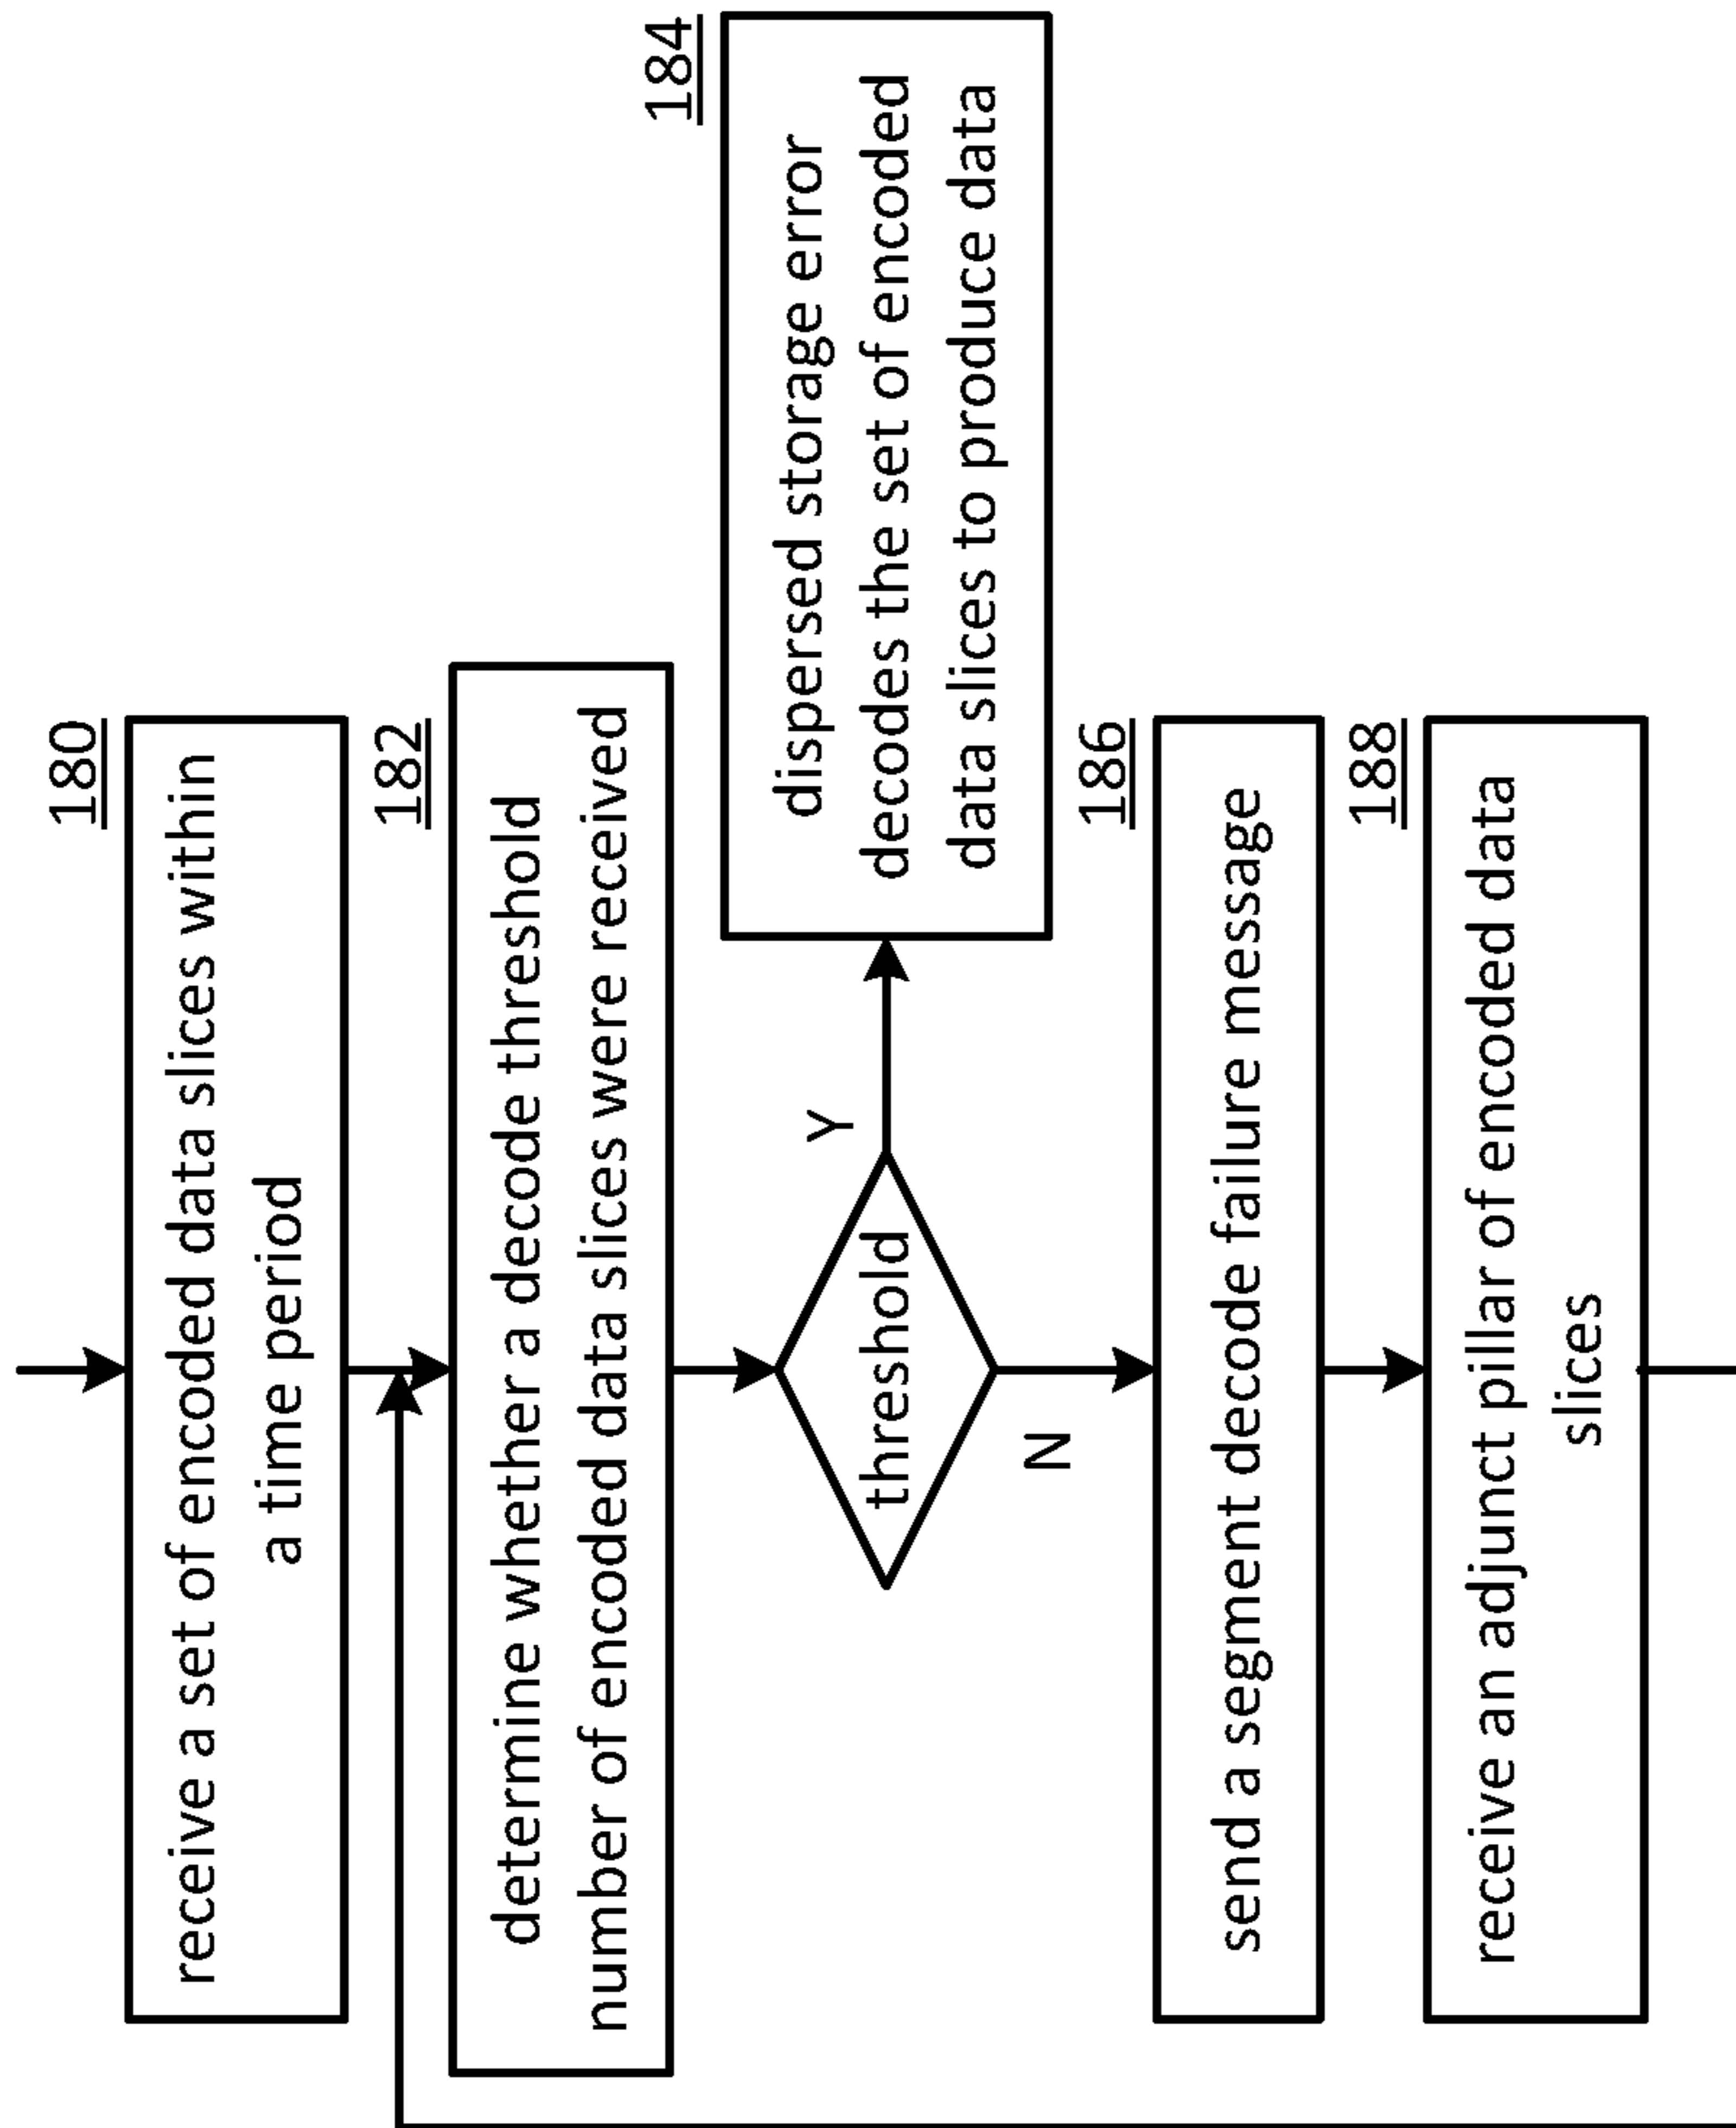 180
receive a set of encoded data slices within
a time period
182
determine whether a decode threshold
number of encoded data slices were received
threshold
Y
184
dispersed storage error
decodes the set of encoded
data slices to produce data
N
186
send a segment decode failure message
188
receive an adjunct pillar of encoded data
slices